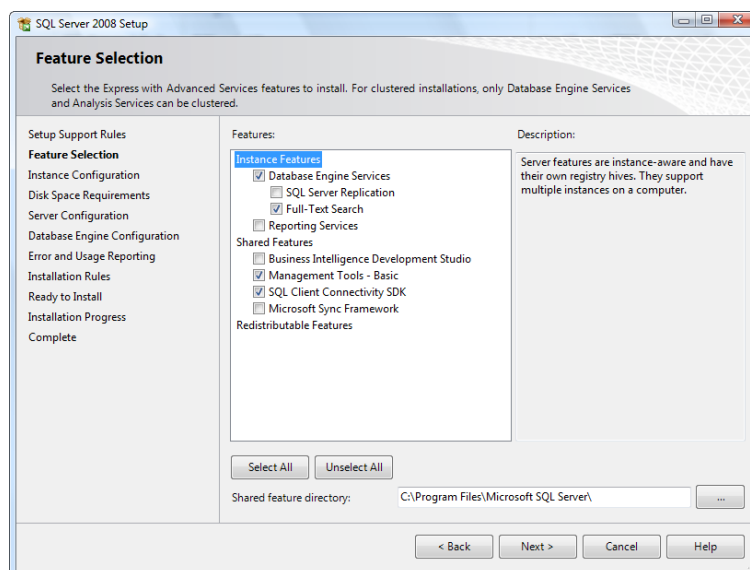 SQL Server 2008 Setup
Feature Selection
Select the Express with Advanced Services features to install. For clustered installations, only Database Engine Services
and Analysis Services can be clustered.
Setup Support Rules
Feature Selection
Instance Configuration
Disk Space Requirements
Server Configuration
Database Engine Configuration
Error and Usage Reporting
Installation Rules
Ready to Install
Installation Progress
Complete
Features:
Instance Features
Database Engine Services
SQL Server Replication
Full-Text Search
Reporting Services
Shared Features
Business Intelligence Development Studio
Management Tools - Basic
SQL Client Connectivity SDK
Microsoft Sync Framework
Redistributable Features
Description:
Server features are instance-aware and have
their own registry hives. They support
multiple instances on a computer.
Select All
Unselect All
Shared feature directory:
C:\Program Files\Microsoft SQL Server\
...
< Back
Next >
Cancel
Help